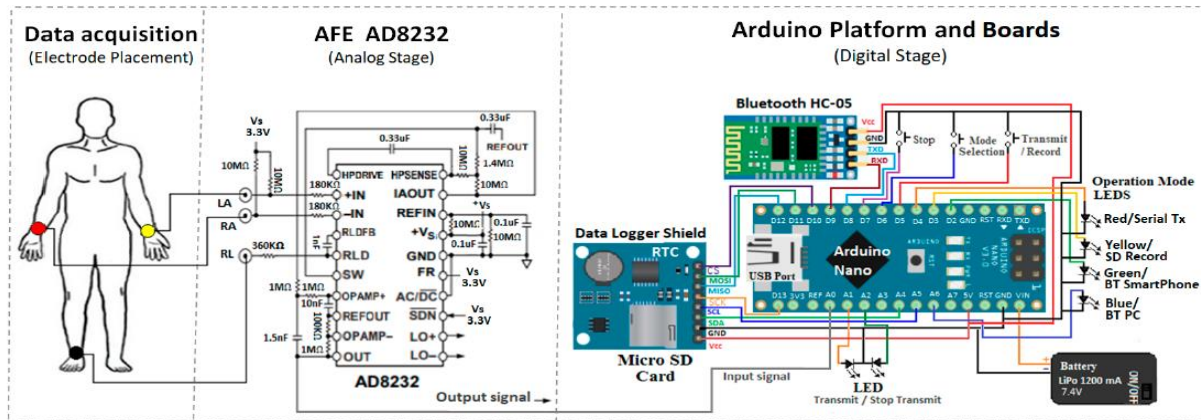 Data acquisition
(Electrode Placement)
AFE AD8232
(Analog Stage)
Arduino Platform and Boards
(Digital Stage)
Vs
3.3V
10MΩ
10MΩ
LA
RA
RL
180KΩ
180KΩ
360KΩ
0.33uF
0.33uF
REFOUT
10MΩ
1.4MΩ
10MΩ
HPDRIVE
HPSENSE
+IN
IAOUT
−IN
REFIN
RLDFB
+VS
RLD
GND
SW
FR
OPAMP+
AC/DC
REFOUT
SDN
OPAMP−
LO+
OUT
LO−
1nF
Vs
10MΩ
0.1uF
0.1uF
10MΩ
Vs
3.3V
Vs
3.3V
1MΩ
1MΩ
10nF
100KΩ
1.5nF
1MΩ
AD8232
Output signal
Bluetooth HC-05
Vcc
GND
TXD
RXD
Stop
Mode
Selection
Transmit
/ Record
Operation Mode
LEDS
Red/Serial Tx
Yellow/
SD Record
Green/
BT SmartPhone
Blue/
BT PC
D12 D11 D10 D9 D8 D7 D6 D5 D4 D3 D2 GND RST RXD TXD
Arduino
Nano
USB Port
ARDUINO
NANO
V3.0
RST
ICSP
D13 3V3 REF A0 A1 A2 A3 A4 A5 A6 A7 5V RST GND VIN
Data Logger Shield
RTC
CS
MOSI
MISO
SCK
SCL
SDA
GND
Vcc
Micro SD
Card
Input signal
LED
Transmit / Stop Transmit
Battery
LiPo 1200 mA
7.4V
ON/OFF
+
−